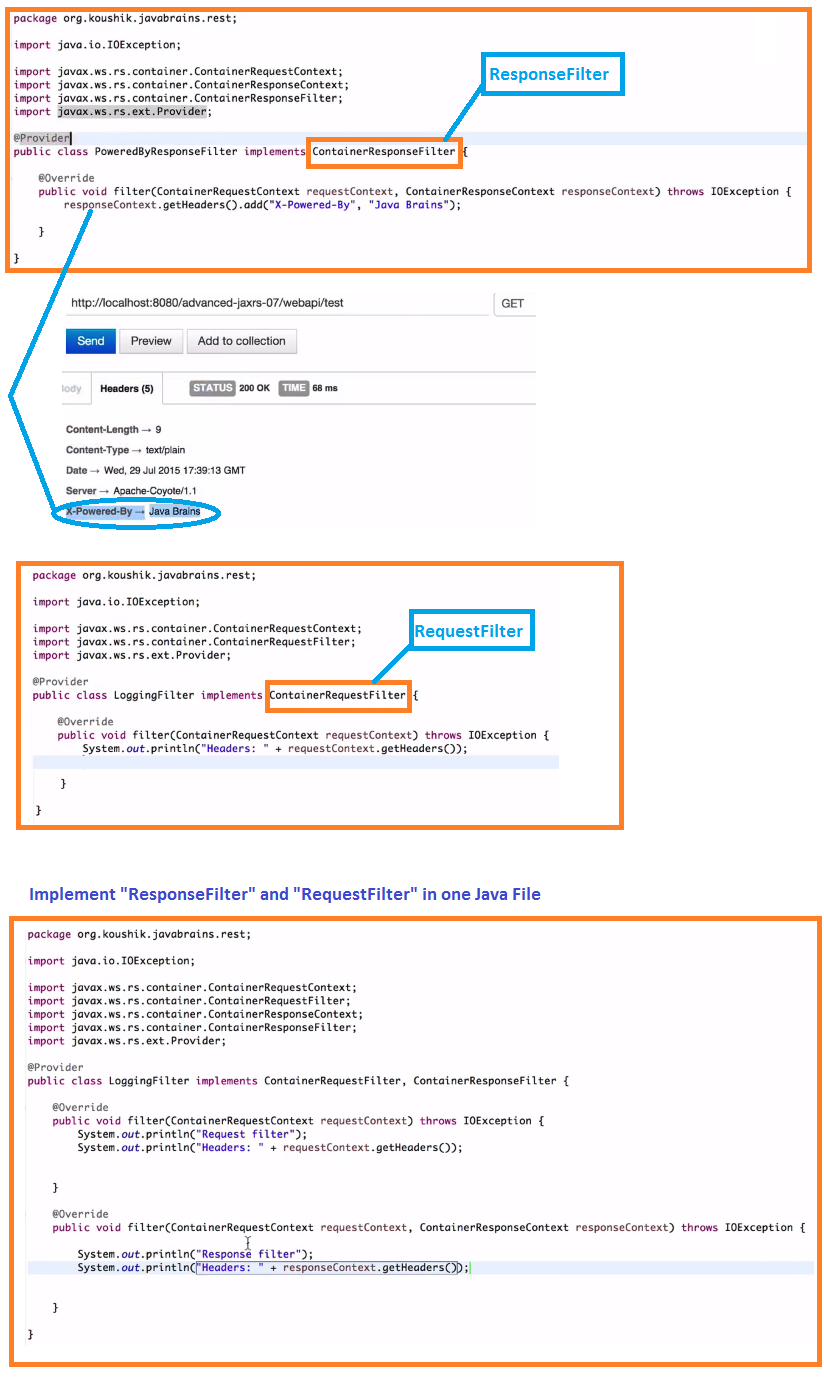 package org.koushik.javabrains.rest;
import java.io.IOException;
import javax.ws.rs.container.ContainerRequestContext;
import javax.ws.rs.container.ContainerResponseContext;
import javax.ws.rs.container.ContainerResponseFilter;
import javax.ws.rs.ext.Provider;
ResponseFilter
@Provider
public class PoweredByResponseFilter implements ContainerResponseFilter {
@Override
public void filter(ContainerRequestContext requestContext, ContainerResponseContext responseContext) throws IOException {
responseContext.getHeaders().add("X-Powered-By", "Java Brains");
}
}
http://localhost:8080/advanced-jaxrs-07/webapi/test GET
Send Preview Add to collection
Headers (5) STATUS 200 OK TIME 68 ms
Content-Length → 9
Content-Type → text/plain
Date → Wed, 29 Jul 2015 17:39:13 GMT
Server → Apache-Coyote/1.1
X-Powered-By → Java Brains
package org.koushik.javabrains.rest;
import java.io.IOException;
import javax.ws.rs.container.ContainerRequestContext;
import javax.ws.rs.container.ContainerRequestFilter;
import javax.ws.rs.ext.Provider;
RequestFilter
@Provider
public class LoggingFilter implements ContainerRequestFilter {
@Override
public void filter(ContainerRequestContext requestContext) throws IOException {
System.out.println("Headers: " + requestContext.getHeaders());
}
}
Implement "ResponseFilter" and "RequestFilter" in one Java File
package org.koushik.javabrains.rest;
import java.io.IOException;
import javax.ws.rs.container.ContainerRequestContext;
import javax.ws.rs.container.ContainerRequestFilter;
import javax.ws.rs.container.ContainerResponseContext;
import javax.ws.rs.container.ContainerResponseFilter;
import javax.ws.rs.ext.Provider;
@Provider
public class LoggingFilter implements ContainerRequestFilter, ContainerResponseFilter {
@Override
public void filter(ContainerRequestContext requestContext) throws IOException {
System.out.println("Request filter");
System.out.println("Headers: " + requestContext.getHeaders());
}
@Override
public void filter(ContainerRequestContext requestContext, ContainerResponseContext responseContext) throws IOException {
System.out.println("Response filter");
System.out.println("Headers: " + responseContext.getHeaders());
}
}